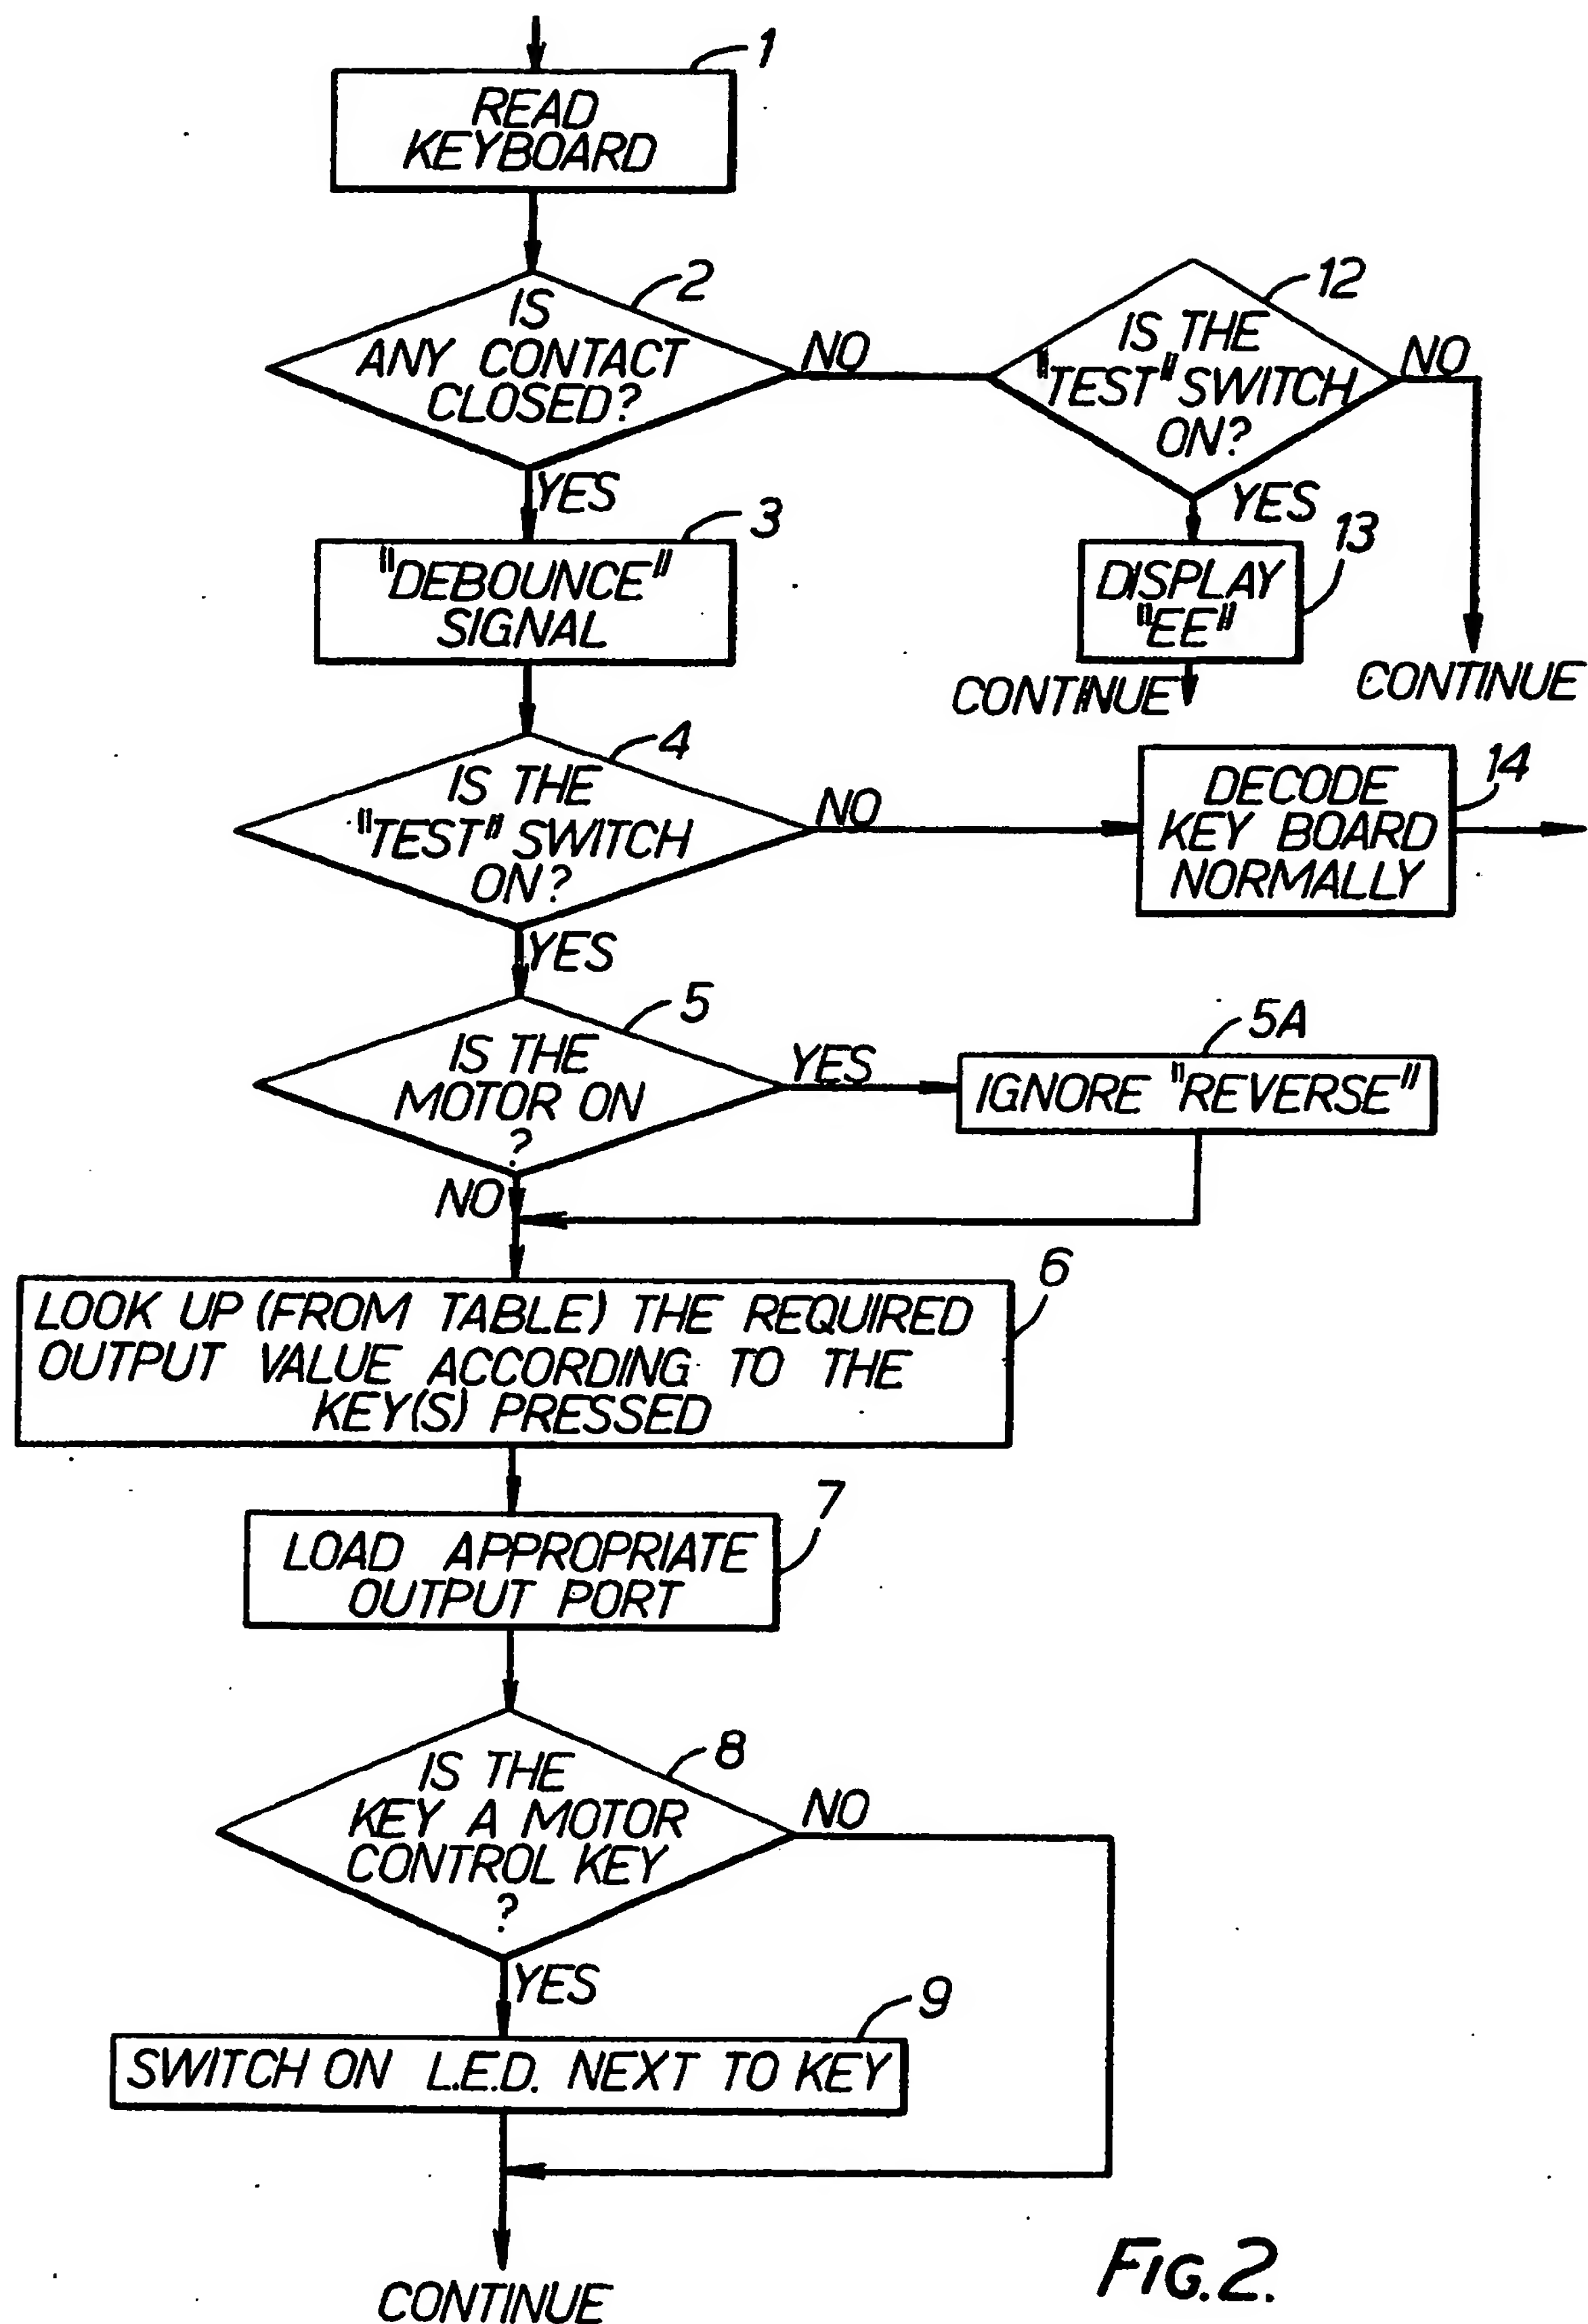 1
READ
KEYBOARD
2
IS
ANY CONTACT
CLOSED?
NO
12
IS THE
"TEST" SWITCH
ON?
NO
YES
YES
3
"DEBOUNCE"
SIGNAL
13
DISPLAY
"EE"
CONTINUE
CONTINUE
4
IS THE
"TEST" SWITCH
ON?
NO
14
DECODE
KEY BOARD
NORMALLY
YES
5
IS THE
MOTOR ON
?
YES
5A
IGNORE "REVERSE"
NO
6
LOOK UP (FROM TABLE) THE REQUIRED
OUTPUT VALUE ACCORDING TO THE
KEY(S) PRESSED
7
LOAD APPROPRIATE
OUTPUT PORT
8
IS THE
KEY A MOTOR
CONTROL KEY
?
NO
YES
9
SWITCH ON L.E.D. NEXT TO KEY
CONTINUE
FIG.2.